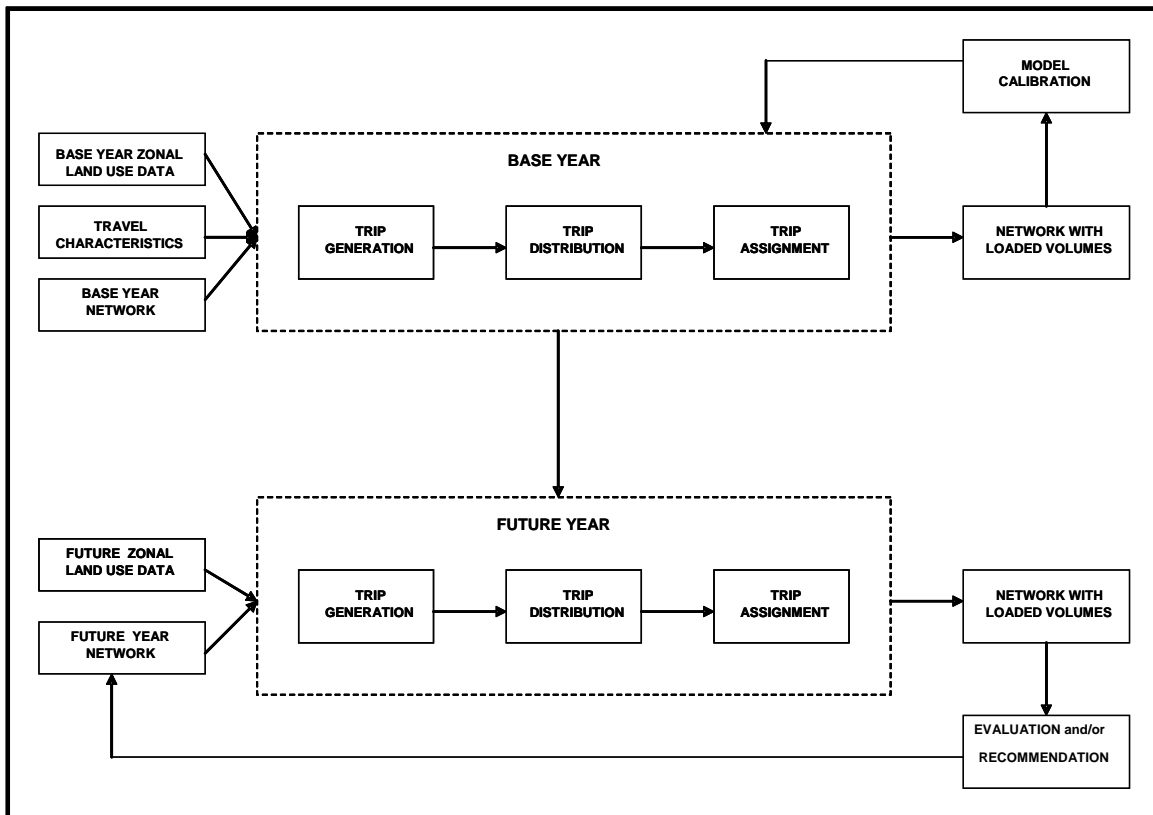 MODEL
CALIBRATION
BASE YEAR
BASE YEAR ZONAL
LAND USE DATA
TRAVEL
CHARACTERISTICS
BASE YEAR
NETWORK
TRIP
GENERATION
TRIP
DISTRIBUTION
TRIP
ASSIGNMENT
NETWORK WITH
LOADED VOLUMES
FUTURE YEAR
FUTURE ZONAL
LAND USE DATA
FUTURE YEAR
NETWORK
TRIP
GENERATION
TRIP
DISTRIBUTION
TRIP
ASSIGNMENT
NETWORK WITH
LOADED VOLUMES
EVALUATION and/or
RECOMMENDATION